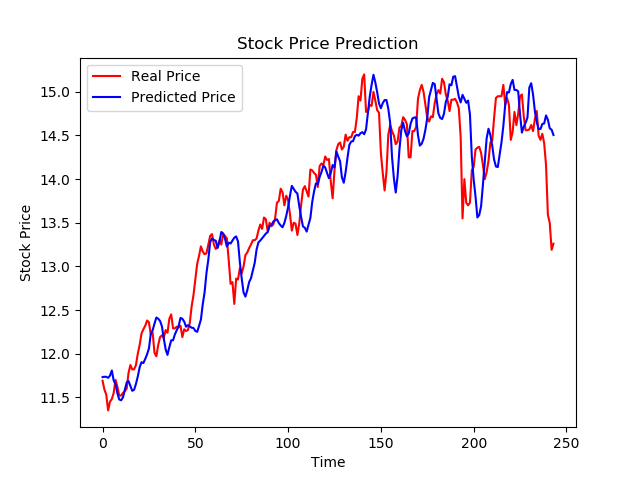 Stock Price Prediction
Real Price
Predicted Price
15.0
14.5
14.0
13.5
13.0
12.5
12.0
11.5
Stock Price
0 50 100 150 200 250
Time